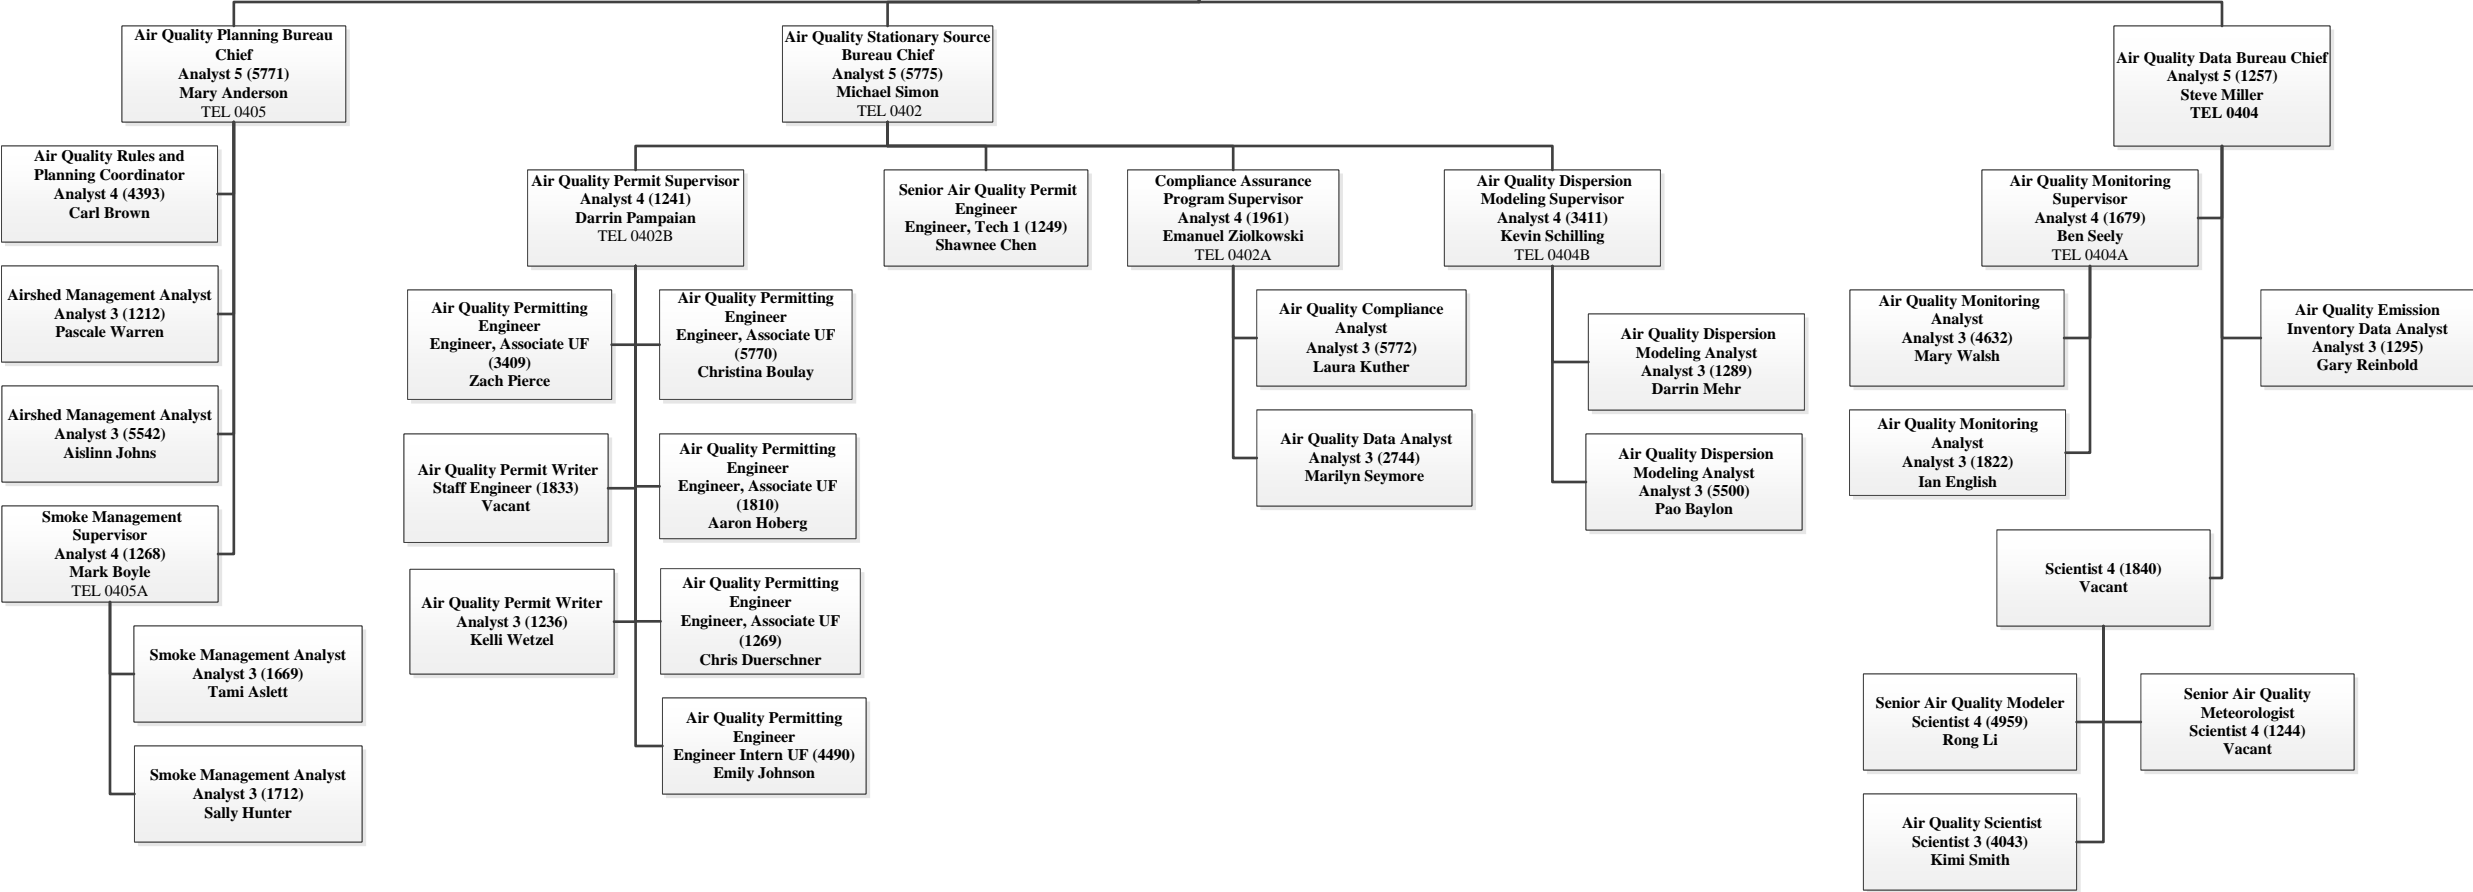 Air Quality Planning Bureau
Chief
Analyst 5 (5771)
Mary Anderson
TEL 0405
Air Quality Rules and
Planning Coordinator
Analyst 4 (4393)
Carl Brown
Airshed Management Analyst
Analyst 3 (1212)
Pascale Warren
Airshed Management Analyst
Analyst 3 (5542)
Aislinn Johns
Smoke Management
Supervisor
Analyst 4 (1268)
Mark Boyle
TEL 0405A
Smoke Management Analyst
Analyst 3 (1669)
Tami Aslett
Smoke Management Analyst
Analyst 3 (1712)
Sally Hunter
Air Quality Stationary Source
Bureau Chief
Analyst 5 (5775)
Michael Simon
TEL 0402
Air Quality Permit Supervisor
Analyst 4 (1241)
Darrin Pampaian
TEL 0402B
Air Quality Permitting
Engineer
Engineer, Associate UF
(3409)
Zach Pierce
Air Quality Permitting
Engineer
Engineer, Associate UF
(5770)
Christina Boulay
Air Quality Permit Writer
Staff Engineer (1833)
Vacant
Air Quality Permitting
Engineer
Engineer, Associate UF
(1810)
Aaron Hoberg
Air Quality Permit Writer
Analyst 3 (1236)
Kelli Wetzel
Air Quality Permitting
Engineer
Engineer, Associate UF
(1269)
Chris Duerschner
Air Quality Permitting
Engineer
Engineer Intern UF (4490)
Emily Johnson
Senior Air Quality Permit
Engineer
Engineer, Tech 1 (1249)
Shawnee Chen
Compliance Assurance
Program Supervisor
Analyst 4 (1961)
Emanuel Ziolkowski
TEL 0402A
Air Quality Compliance
Analyst
Analyst 3 (5772)
Laura Kuther
Air Quality Data Analyst
Analyst 3 (2744)
Marilyn Seymore
Air Quality Dispersion
Modeling Supervisor
Analyst 4 (3411)
Kevin Schilling
TEL 0404B
Air Quality Dispersion
Modeling Analyst
Analyst 3 (1289)
Darrin Mehr
Air Quality Dispersion
Modeling Analyst
Analyst 3 (5500)
Pao Baylon
Air Quality Data Bureau Chief
Analyst 5 (1257)
Steve Miller
TEL 0404
Air Quality Monitoring
Supervisor
Analyst 4 (1679)
Ben Seely
TEL 0404A
Air Quality Monitoring
Analyst
Analyst 3 (4632)
Mary Walsh
Air Quality Monitoring
Analyst
Analyst 3 (1822)
Ian English
Air Quality Emission
Inventory Data Analyst
Analyst 3 (1295)
Gary Reinbold
Scientist 4 (1840)
Vacant
Senior Air Quality Modeler
Scientist 4 (4959)
Rong Li
Senior Air Quality
Meteorologist
Scientist 4 (1244)
Vacant
Air Quality Scientist
Scientist 3 (4043)
Kimi Smith